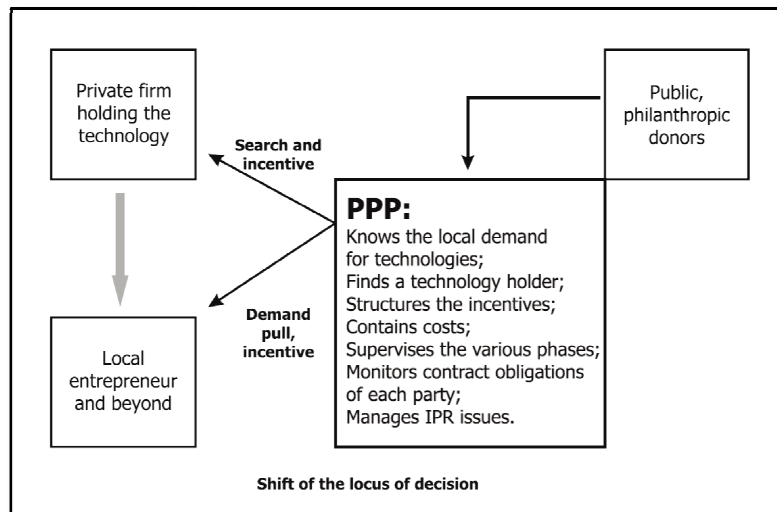 Private firm
holding the
technology
Public,
philanthropic
donors
Search and
incentive
PPP:
Knows the local demand
for technologies;
Finds a technology holder;
Structures the incentives;
Contains costs;
Supervises the various phases;
Monitors contract obligations
of each party;
Manages IPR issues.
Demand
pull,
incentive
Local
entrepreneur
and beyond
Shift of the locus of decision